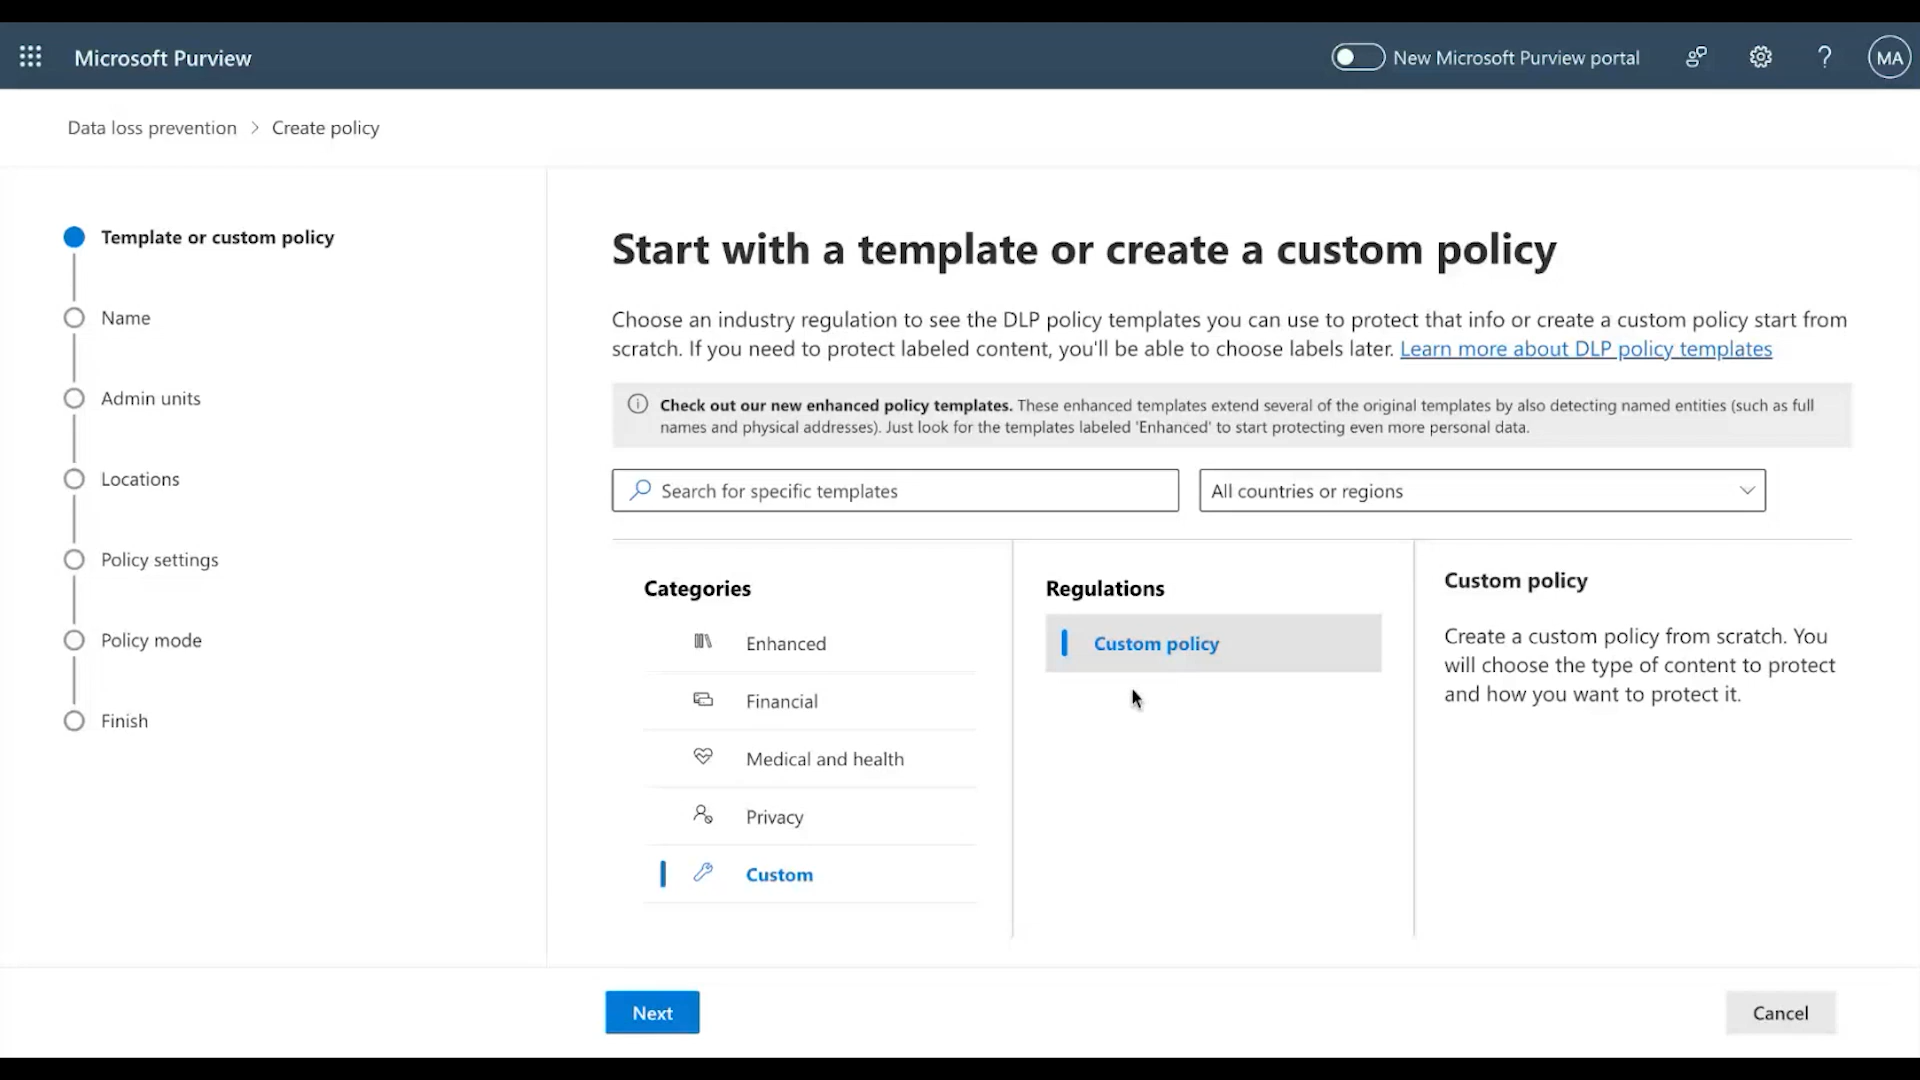 Microsoft Purview
New Microsoft Purview portal
?
MA
Data loss prevention > Create policy
Template or custom policy
Name
Admin units
Locations
Policy settings
Policy mode
Finish
Start with a template or create a custom policy
Choose an industry regulation to see the DLP policy templates you can use to protect that info or create a custom policy start from
scratch. If you need to protect labeled content, you'll be able to choose labels later. Learn more about DLP policy templates
Check out our new enhanced policy templates. These enhanced templates extend several of the original templates by also detecting named entities (such as full
names and physical addresses). Just look for the templates labeled 'Enhanced' to start protecting even more personal data.
Search for specific templates
All countries or regions
Categories
Enhanced
Financial
Medical and health
Privacy
Custom
Regulations
Custom policy
Custom policy
Create a custom policy from scratch. You
will choose the type of content to protect
and how you want to protect it.
Next
Cancel